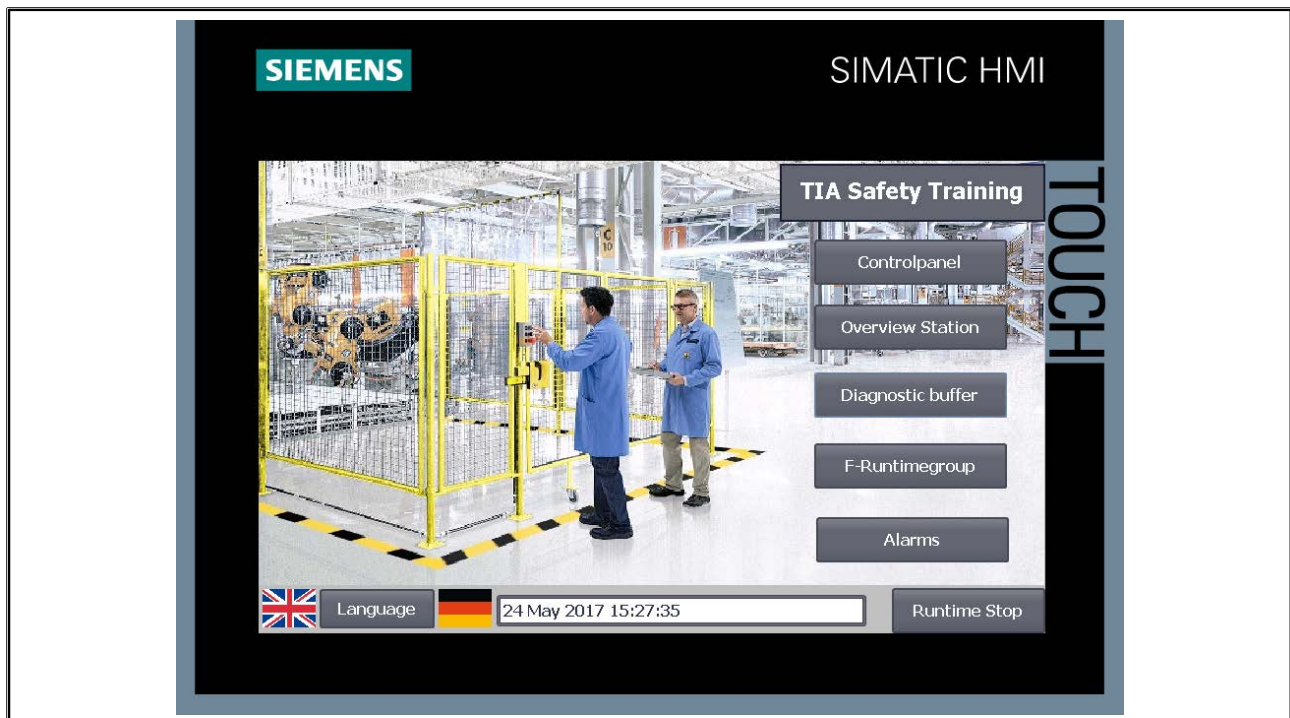 SIEMENS
SIMATIC HMI
TOUCH
TIA Safety Training
C
10
Controlpanel
Overview Station
Diagnostic buffer
F-Runtimegroup
Alarms
Language
24 May 2017 15:27:35
Runtime Stop